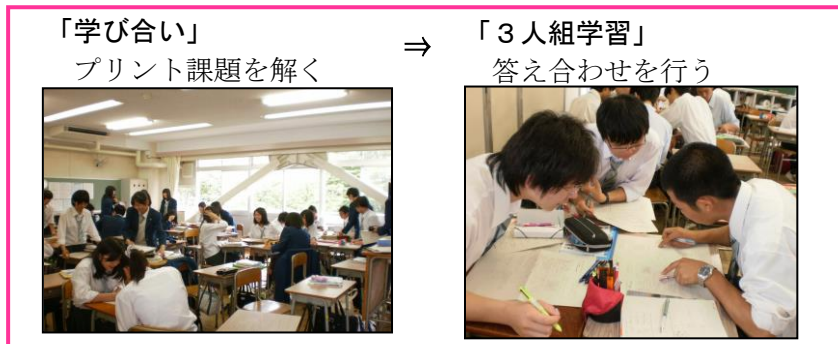 「学び合い」
プリント課題を解く
⇒
「３人組学習」
答え合わせを行う